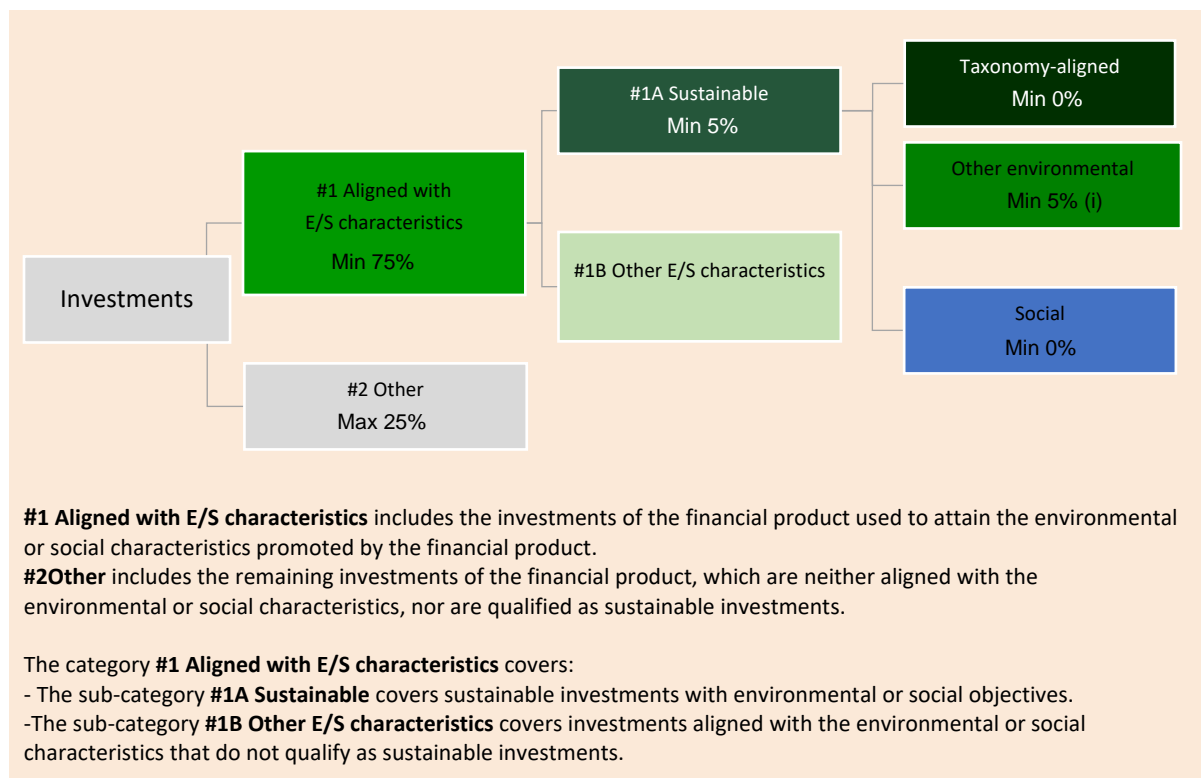 Investments
#1 Aligned with
E/S characteristics
Min 75%
#2 Other
Max 25%
#1A Sustainable
Min 5%
#1B Other E/S characteristics
Taxonomy-aligned
Min 0%
Other environmental
Min 5% (i)
Social
Min 0%
#1 Aligned with E/S characteristics includes the investments of the financial product used to attain the environmental
or social characteristics promoted by the financial product.
#2Other includes the remaining investments of the financial product, which are neither aligned with the
environmental or social characteristics, nor are qualified as sustainable investments.
The category #1 Aligned with E/S characteristics covers:
- The sub-category #1A Sustainable covers sustainable investments with environmental or social objectives.
-The sub-category #1B Other E/S characteristics covers investments aligned with the environmental or social
characteristics that do not qualify as sustainable investments.